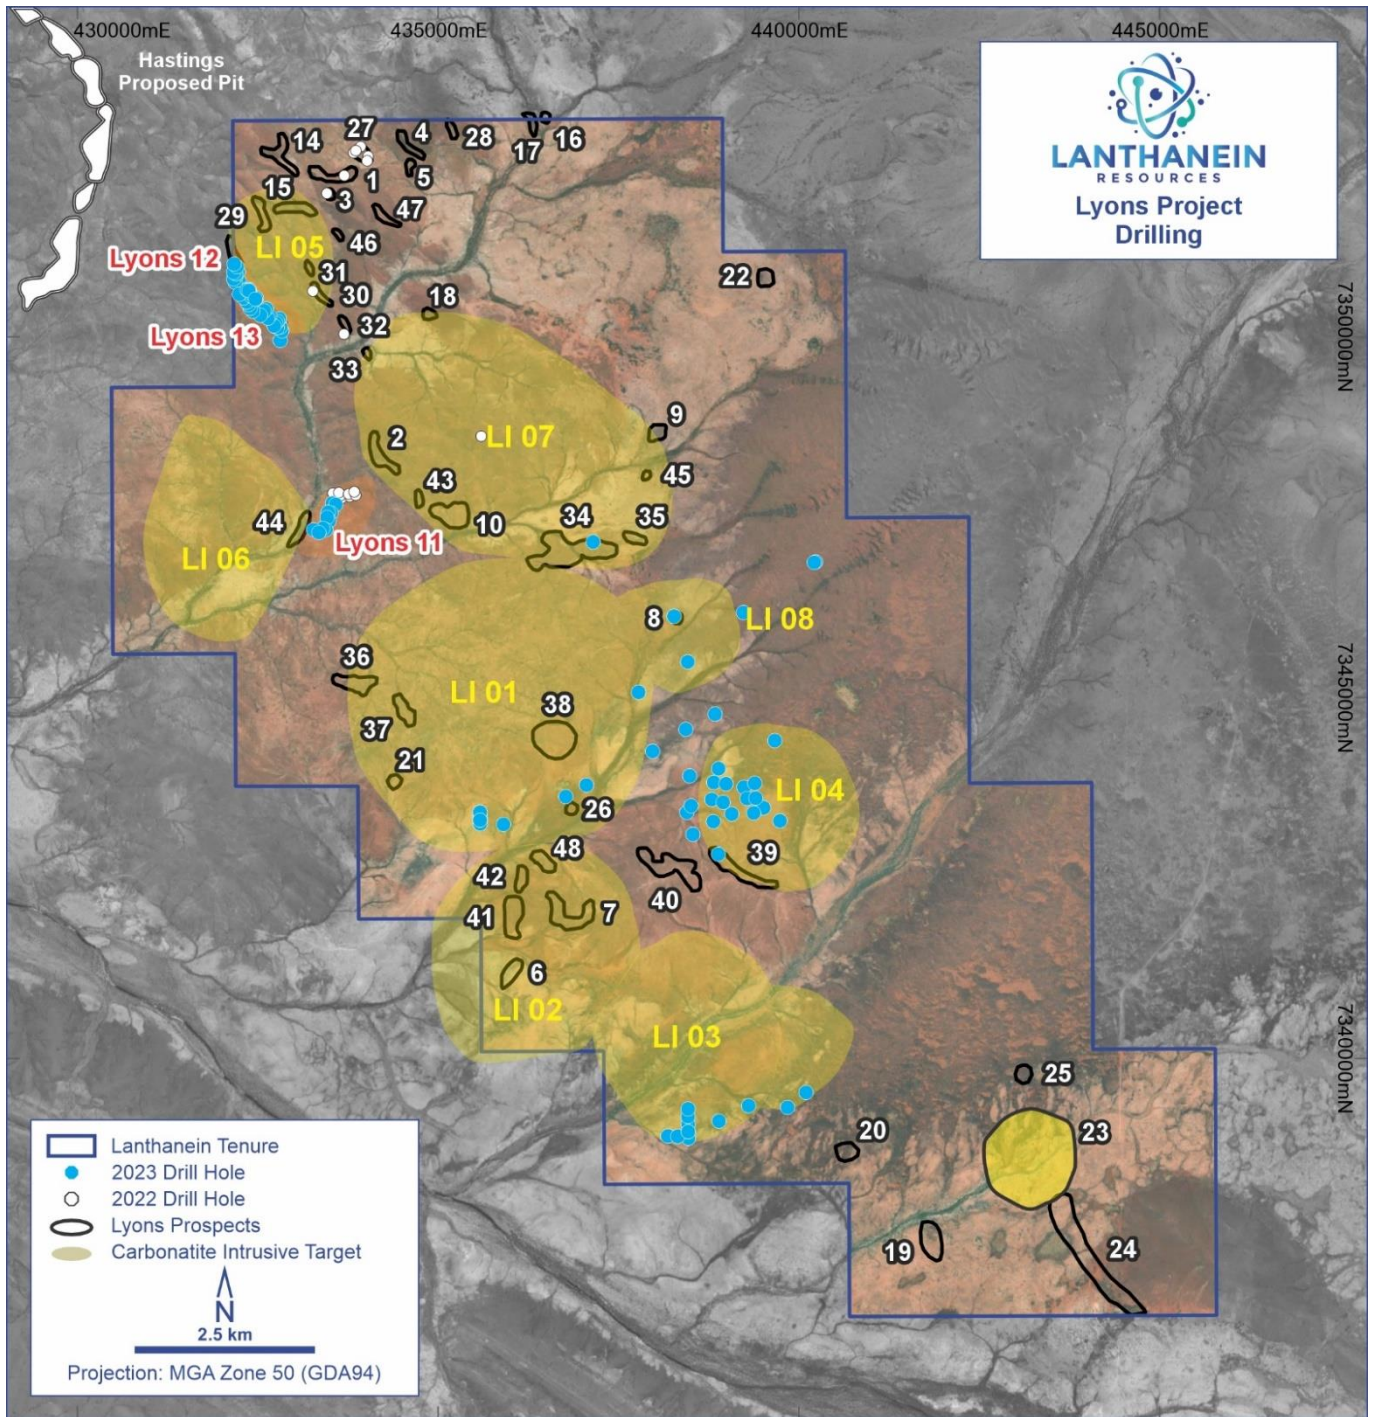 430000mE
435000mE
440000mE
445000mE
Hastings
Proposed Pit
LANTHANEIN
RESOURCES
Lyons Project
Drilling
27
4
28
16
17
14
1
5
15
3
47
29
46
LI 05
Lyons 12
31
22
30
18
7350000mN
32
Lyons 13
33
9
2
LI 07
45
43
44
10
34
35
Lyons 11
LI 06
8
LI 08
36
LI 01
7345000mN
38
37
21
LI 04
26
48
39
42
40
41
7
6
LI 02
LI 03
7340000mN
25
20
23
19
24
Lanthanein Tenure
2023 Drill Hole
2022 Drill Hole
Lyons Prospects
Carbonatite Intrusive Target
N
2.5 km
Projection: MGA Zone 50 (GDA94)